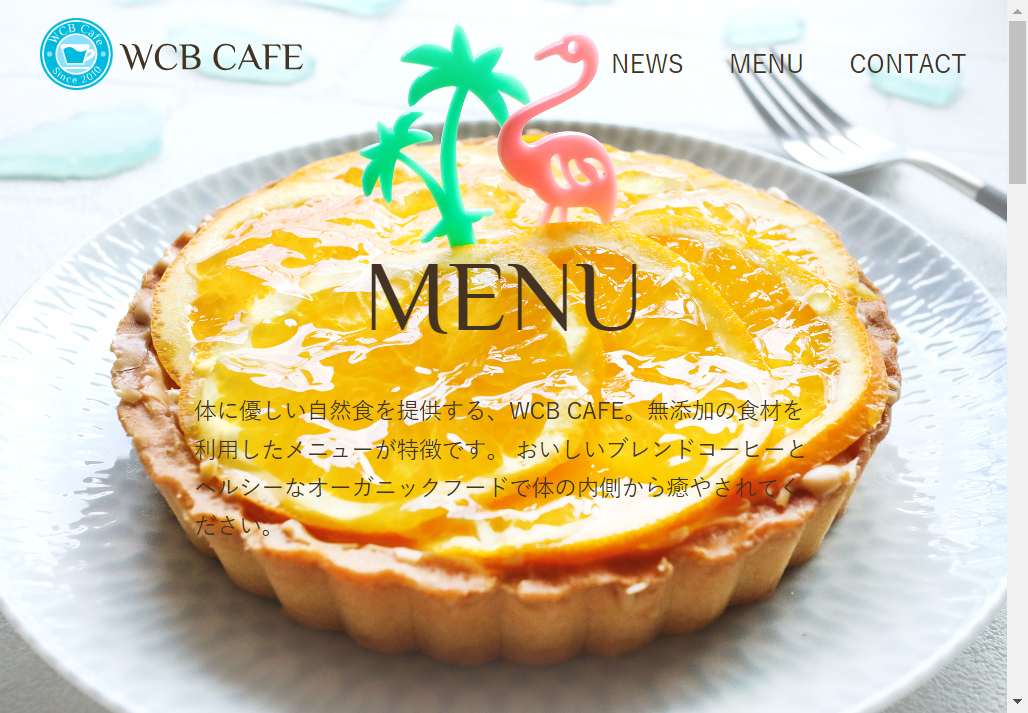 WCB Cafe
Since 2010
WCB CAFE
NEWS MENU CONTACT
MENU
体に優しい自然食を提供する、WCB CAFE。無添加の食材を
利用したメニューが特徴です。 おいしいブレンドコーヒーと
ヘルシーなオーガニックフードで体の内側から癒やされてく
ださい。